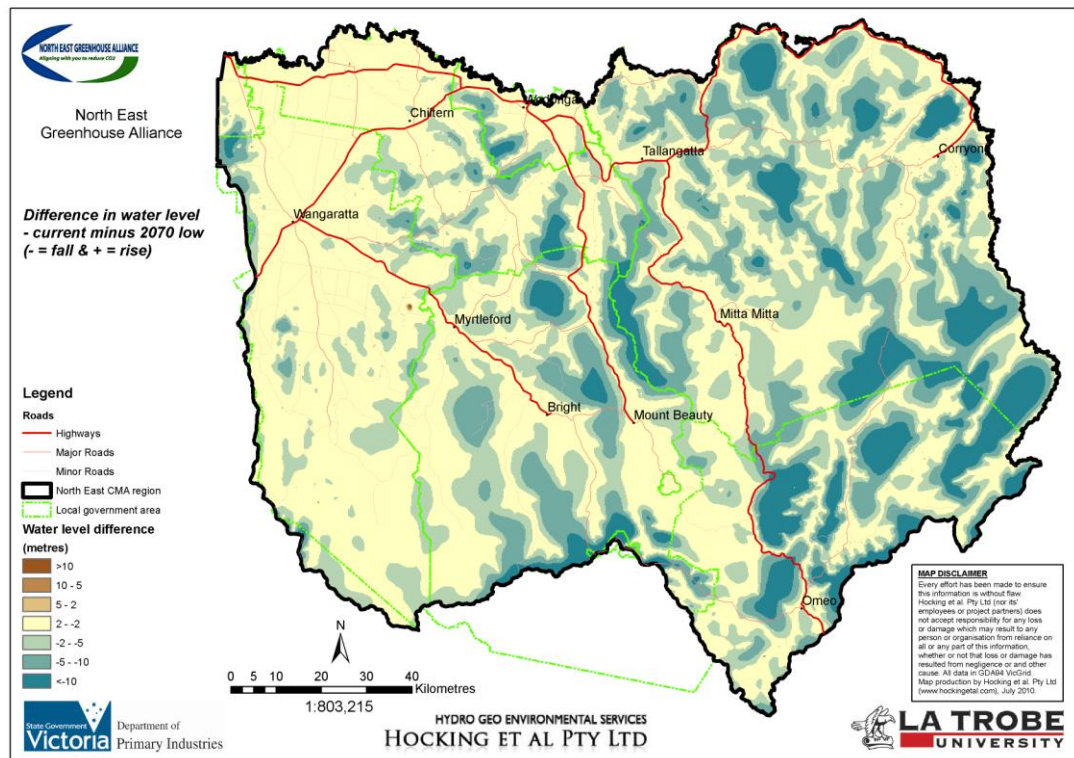 NORTH EAST GREENHOUSE ALLIANCE
Aligning with you to reduce CO2
North East
Greenhouse Alliance
Difference in water level
- current minus 2070 low
(- = fall & + = rise)
Legend
Roads
Highways
Major Roads
Minor Roads
North East CMA region
Local government area
Water level difference
(metres)
>10
10 - 5
5 - 2
2 - -2
-2 - -5
-5 - -10
<-10
Chiltern
Wodonga
Tallangatta
Corryong
Wangaratta
Myrtleford
Mitta Mitta
Bright
Mount Beauty
Omeo
N
0 5 10 20 30 40
Kilometres
1:803,215
MAP DISCLAIMER
Every effort has been made to ensure
this information is without flaw.
Hocking et al. Pty Ltd (nor its'
employees or project partners) does
not accept responsibility for any loss
or damage which may result to any
person or organisation from reliance on
all or any part of this information,
whether or not that loss or damage has
resulted from negligence or and other
cause. All data in GDA94 VicGrid.
Map production by Hocking et al. Pty Ltd
(www.hockingetal.com), July 2010.
State Government
Victoria
Department of
Primary Industries
HYDRO GEO ENVIRONMENTAL SERVICES
HOCKING ET AL PTY LTD
LA TROBE
UNIVERSITY